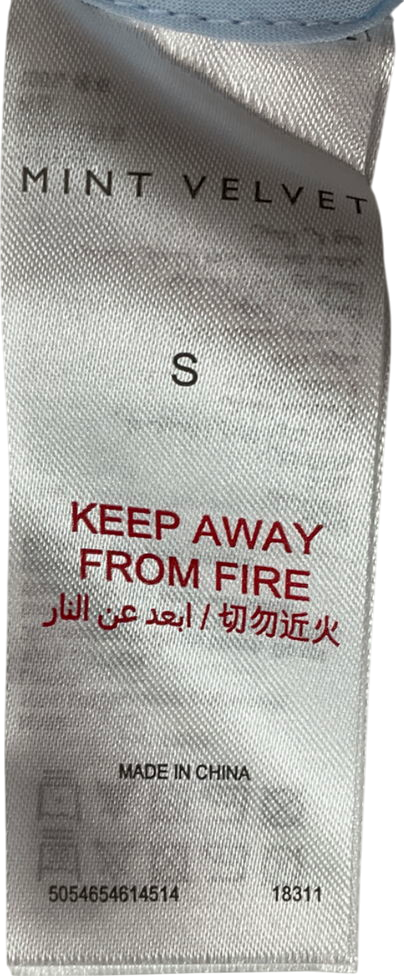 MINT VELVET
S
KEEP AWAY
FROM FIRE
ابعد عن النار / 切勿近火
MADE IN CHINA
5054654614514 18311